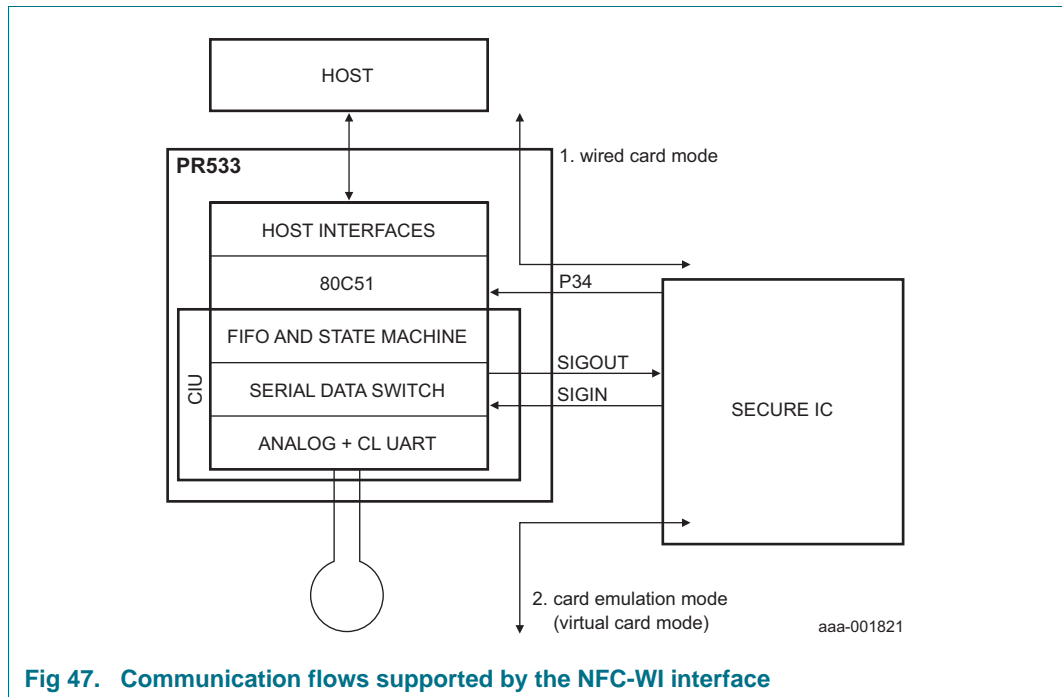 HOST
1. wired card mode
PR533
HOST INTERFACES
80C51
P34
FIFO AND STATE MACHINE
CIU
SIGOUT
SERIAL DATA SWITCH
SIGIN
SECURE IC
ANALOG + CL UART
2. card emulation mode
(virtual card mode)
aaa-001821
Fig 47. Communication flows supported by the NFC-WI interface